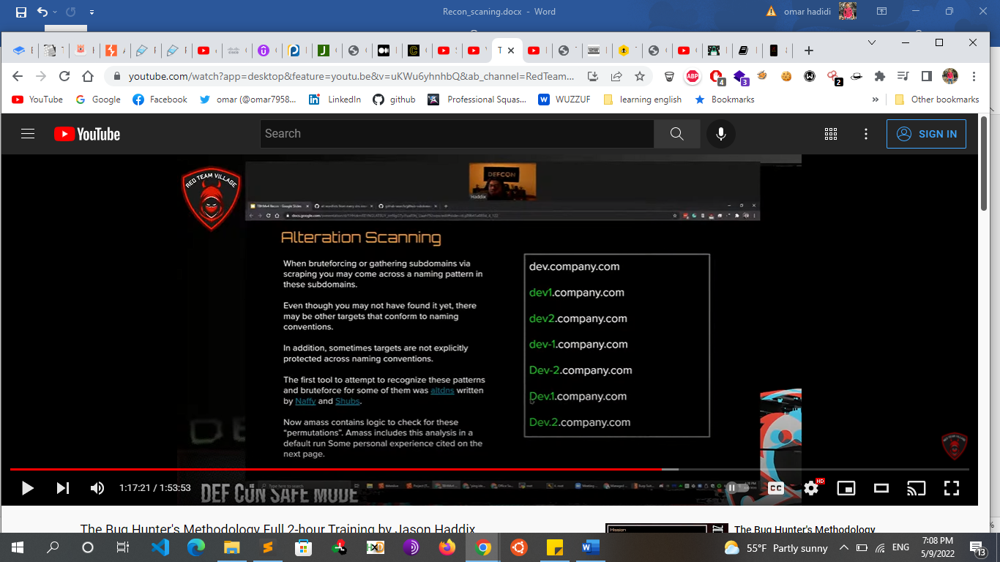 Recon_scaning.docx - Word
omar hadidi
youtube.com/watch?app=desktop&feature=youtu.be&v=uKWu6yhnhbQ&ab_channel=RedTeam...
ABP
4
3
2
YouTube
Google
Facebook
omar (@omar7958...
LinkedIn
github
Professional Squas...
WUZZUF
learning english
Bookmarks
»
Other bookmarks
YouTube
Search
SIGN IN
RED TEAM VILLAGE
DEFCON
Haddix
Alteration Scanning
When bruteforcing or gathering subdomains via
scraping you may come across a naming pattern in
these subdomains.
Even though you may not have found it yet, there
may be other targets that conform to naming
conventions.
In addition, sometimes targets are not explicitly
protected across naming conventions.
The first tool to attempt to recognize these patterns
and bruteforce for some of them was altdns written
by Naffy and Shubs.
Now amass contains logic to check for these
"permutations". Amass includes this analysis in a
default run Some personal experience cited on the
next page.
dev.company.com
dev1.company.com
dev2.company.com
dev-1.company.com
Dev-2.company.com
Dev.1.company.com
Dev.2.company.com
1:17:21 / 1:53:53
CC
HD
DEF CON SAFE MODE
The Bug Hunter's Methodology Full 2-hour Training by Jason Haddix
Mission
The Bug Hunter's Methodology
55°F Partly sunny
ENG
7:08 PM
5/9/2022
13